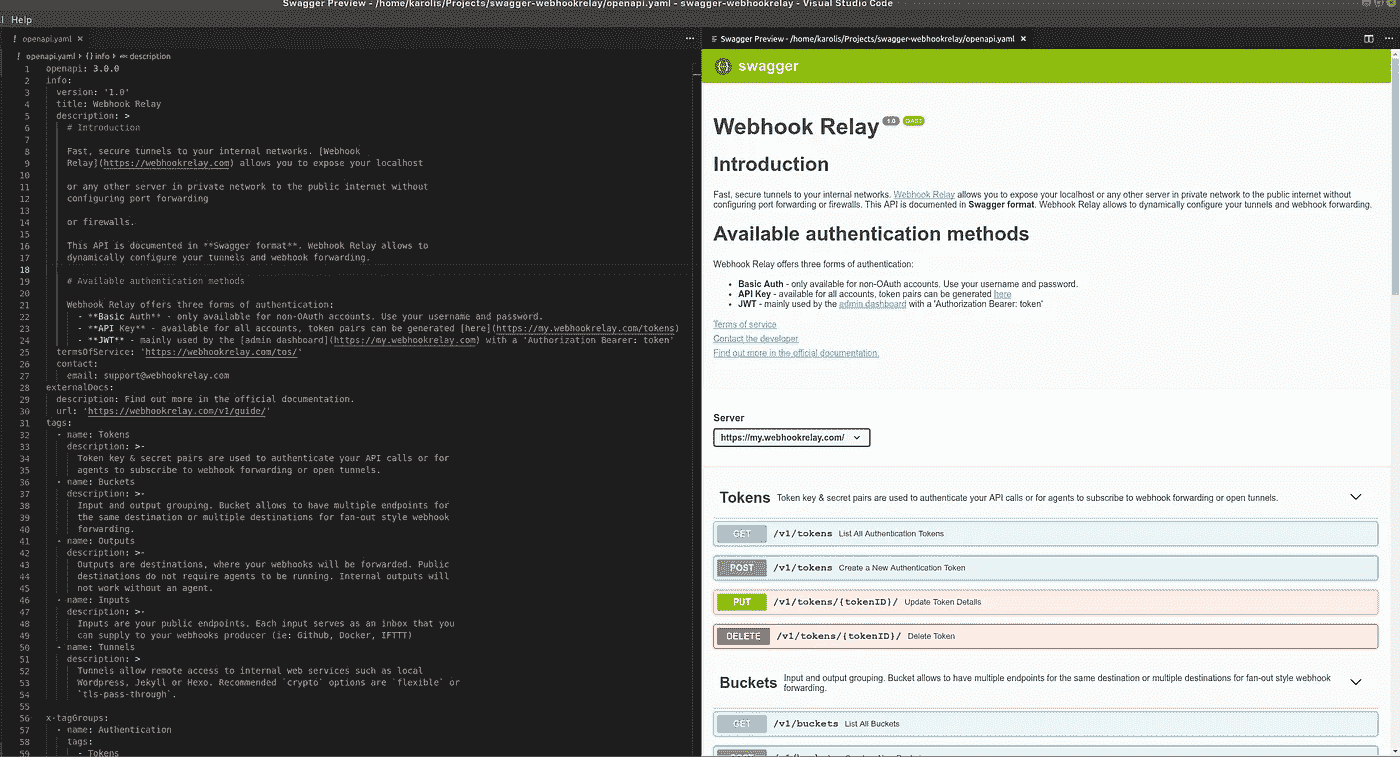 Swagger Preview - /home/karolis/Projects/swagger-webhookrelay/openapi.yaml - swagger-webhookrelay - Visual Studio Code
Help
! openapi.yaml ×
! openapi.yaml › {} info › description
1 openapi: 3.0.0
2 info:
3 version: '1.0'
4 title: Webhook Relay
5 description: >
6 # Introduction
7
8 Fast, secure tunnels to your internal networks. [Webhook
9 Relay](https://webhookrelay.com) allows you to expose your localhost
10
11 or any other server in private network to the public internet without
12 configuring port forwarding
13
14 or firewalls.
15
16 This API is documented in **Swagger format**. Webhook Relay allows to
17 dynamically configure your tunnels and webhook forwarding.
18
19 # Available authentication methods
20
21 Webhook Relay offers three forms of authentication:
22 - **Basic Auth** - only available for non-OAuth accounts. Use your username and password.
23 - **API Key** - available for all accounts, token pairs can be generated [here](https://my.webhookrelay.com/tokens)
24 - **JWT** - mainly used by the [admin dashboard](https://my.webhookrelay.com) with a 'Authorization Bearer: token'
25 termsOfService: 'https://webhookrelay.com/tos/'
26 contact:
27 email: support@webhookrelay.com
28 externalDocs:
29 description: Find out more in the official documentation.
30 url: 'https://webhookrelay.com/v1/guide/'
31 tags:
32 - name: Tokens
33 description: >-
34 Token key & secret pairs are used to authenticate your API calls or for
35 agents to subscribe to webhook forwarding or open tunnels.
36 - name: Buckets
37 description: >-
38 Input and output grouping. Bucket allows to have multiple endpoints for
39 the same destination or multiple destinations for fan-out style webhook
40 forwarding.
41 - name: Outputs
42 description: >-
43 Outputs are destinations, where your webhooks will be forwarded. Public
44 destinations do not require agents to be running. Internal outputs will
45 not work without an agent.
46 - name: Inputs
47 description: >-
48 Inputs are your public endpoints. Each input serves as an inbox that you
49 can supply to your webhooks producer (ie: Github, Docker, IFTTT)
50 - name: Tunnels
51 description: >
52 Tunnels allow remote access to internal web services such as local
53 Wordpress, Jekyll or Hexo. Recommended `crypto` options are `flexible` or
54 `tls-pass-through`.
55
56 x-tagGroups:
57 - name: Authentication
58 tags:
59 - Tokens
Swagger Preview - /home/karolis/Projects/swagger-webhookrelay/openapi.yaml ×
swagger
Webhook Relay 1.0 OAS3
Introduction
Fast, secure tunnels to your internal networks. Webhook Relay allows you to expose your localhost or any other server in private network to the public internet without
configuring port forwarding or firewalls. This API is documented in Swagger format. Webhook Relay allows to dynamically configure your tunnels and webhook forwarding.
Available authentication methods
Webhook Relay offers three forms of authentication:
• Basic Auth - only available for non-OAuth accounts. Use your username and password.
• API Key - available for all accounts, token pairs can be generated here
• JWT - mainly used by the admin dashboard with a 'Authorization Bearer: token'
Terms of service
Contact the developer
Find out more in the official documentation.
Server
https://my.webhookrelay.com/
Tokens Token key & secret pairs are used to authenticate your API calls or for agents to subscribe to webhook forwarding or open tunnels.
GET /v1/tokens List All Authentication Tokens
POST /v1/tokens Create a New Authentication Token
PUT /v1/tokens/{tokenID}/ Update Token Details
DELETE /v1/tokens/{tokenID}/ Delete Token
Buckets Input and output grouping. Bucket allows to have multiple endpoints for the same destination or multiple destinations for fan-out style webhook
forwarding.
GET /v1/buckets List All Buckets